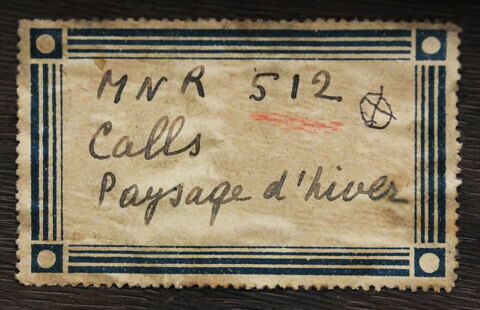 MNR 512
Calls
Paysage d'hiver